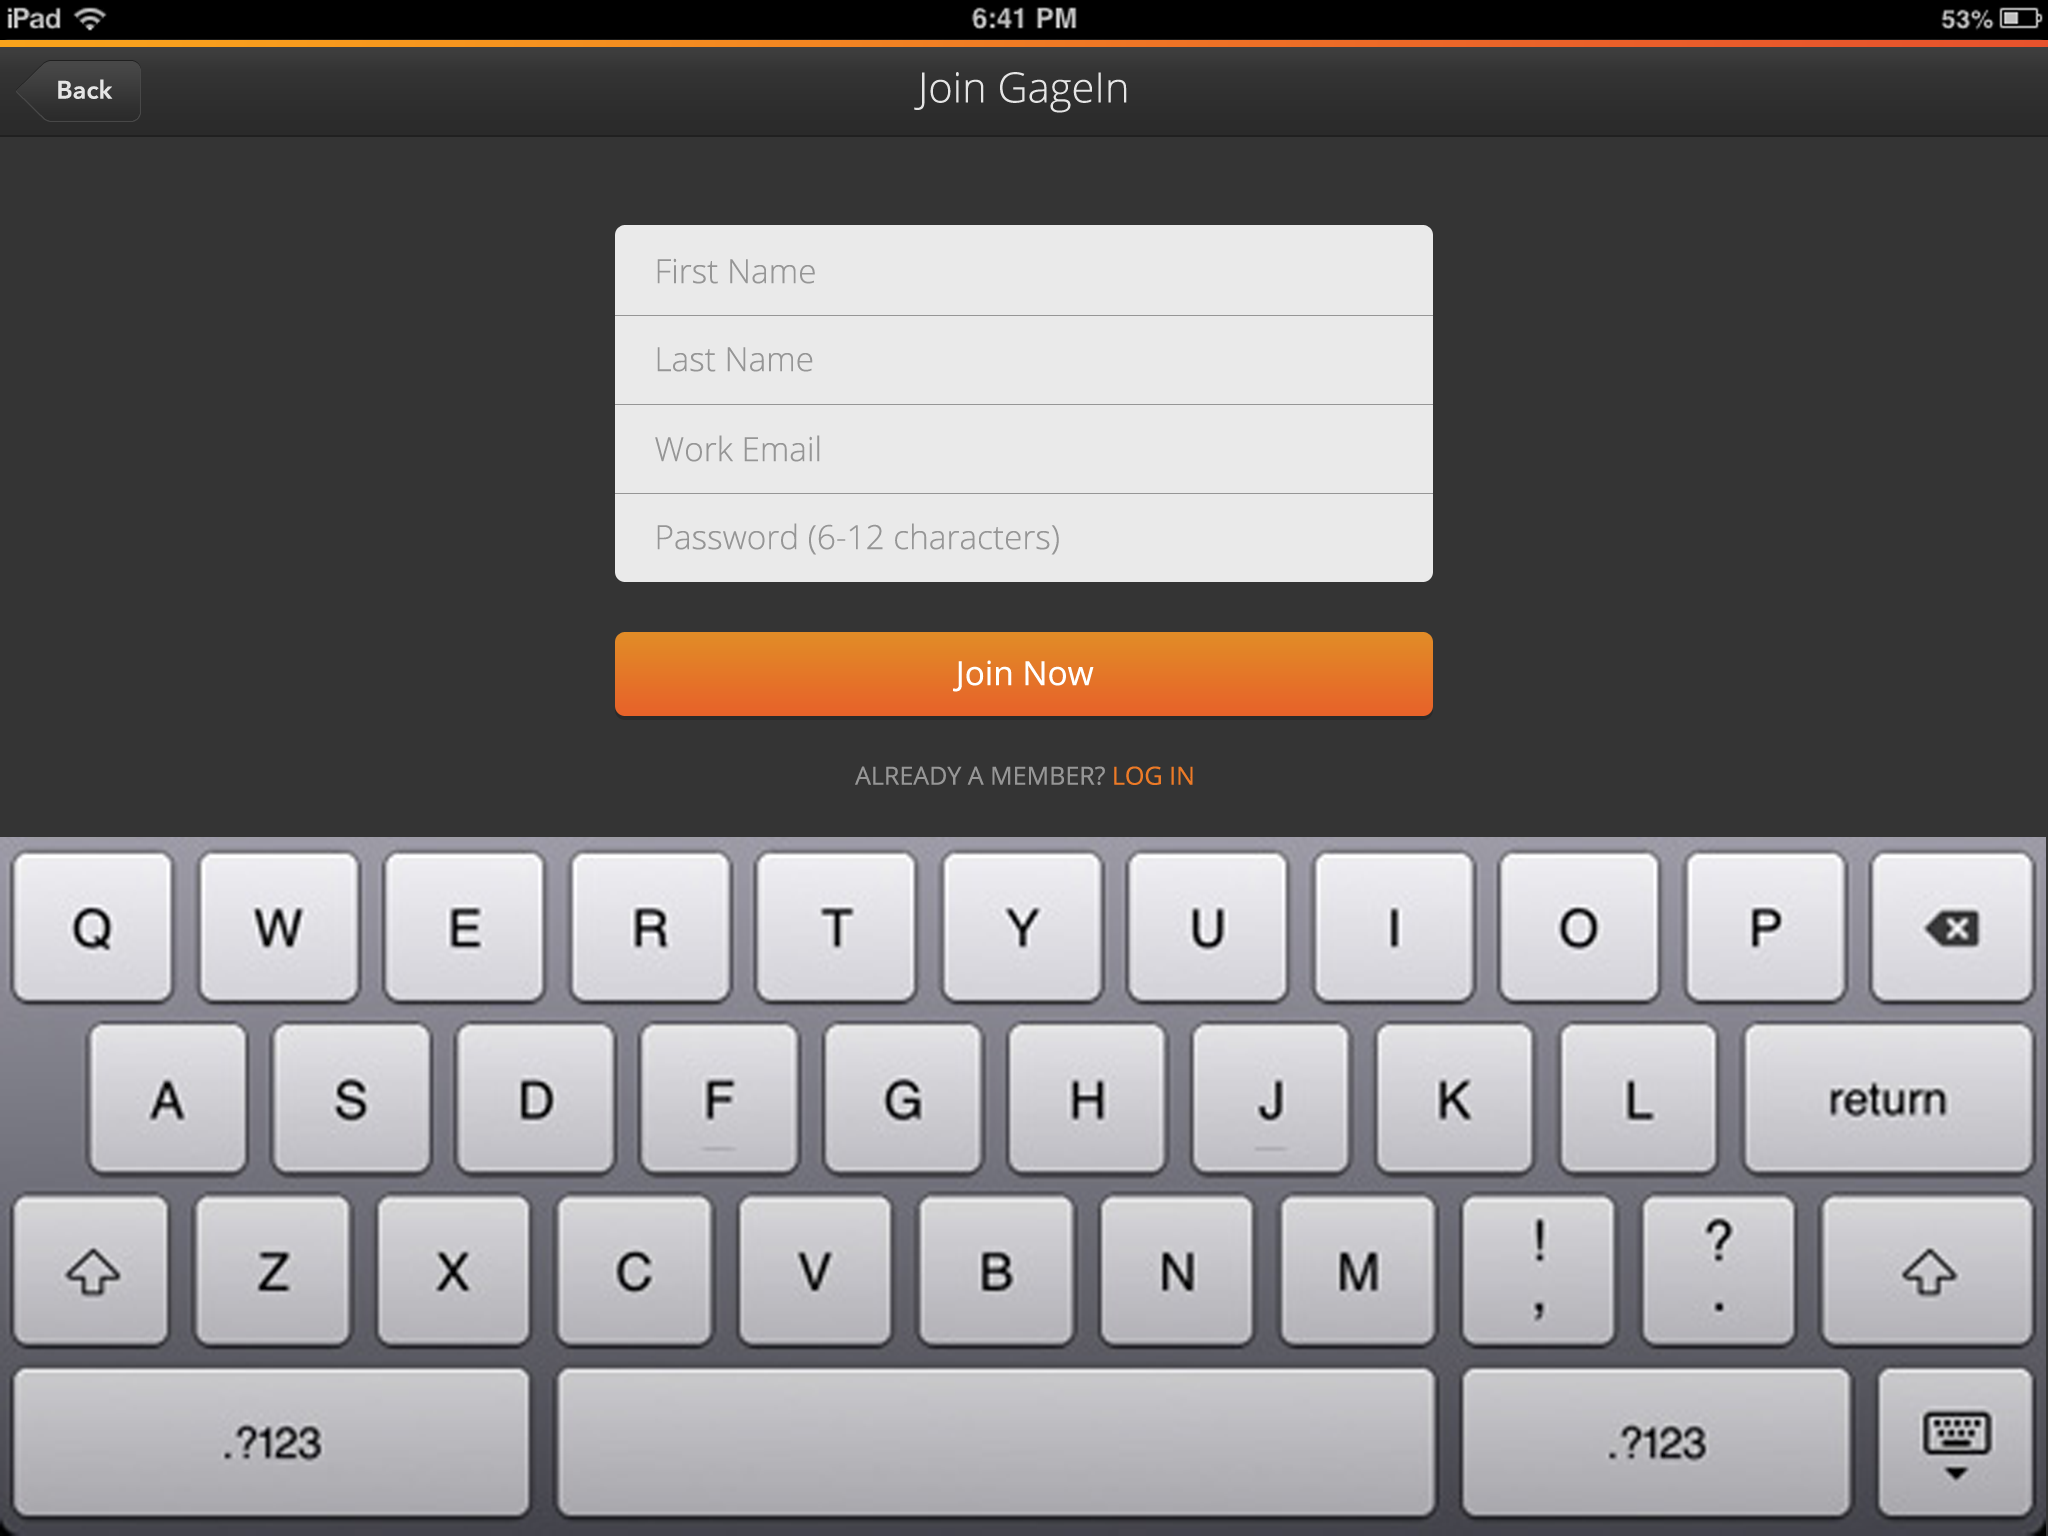 iPad 6:41 PM 53%
Back Join GageIn
First Name
Last Name
Work Email
Password (6-12 characters)
Join Now
ALREADY A MEMBER? LOG IN
Q W E R T Y U I O P
A S D F G H J K L return
Z X C V B N M ! , ? .
.?123 .?123